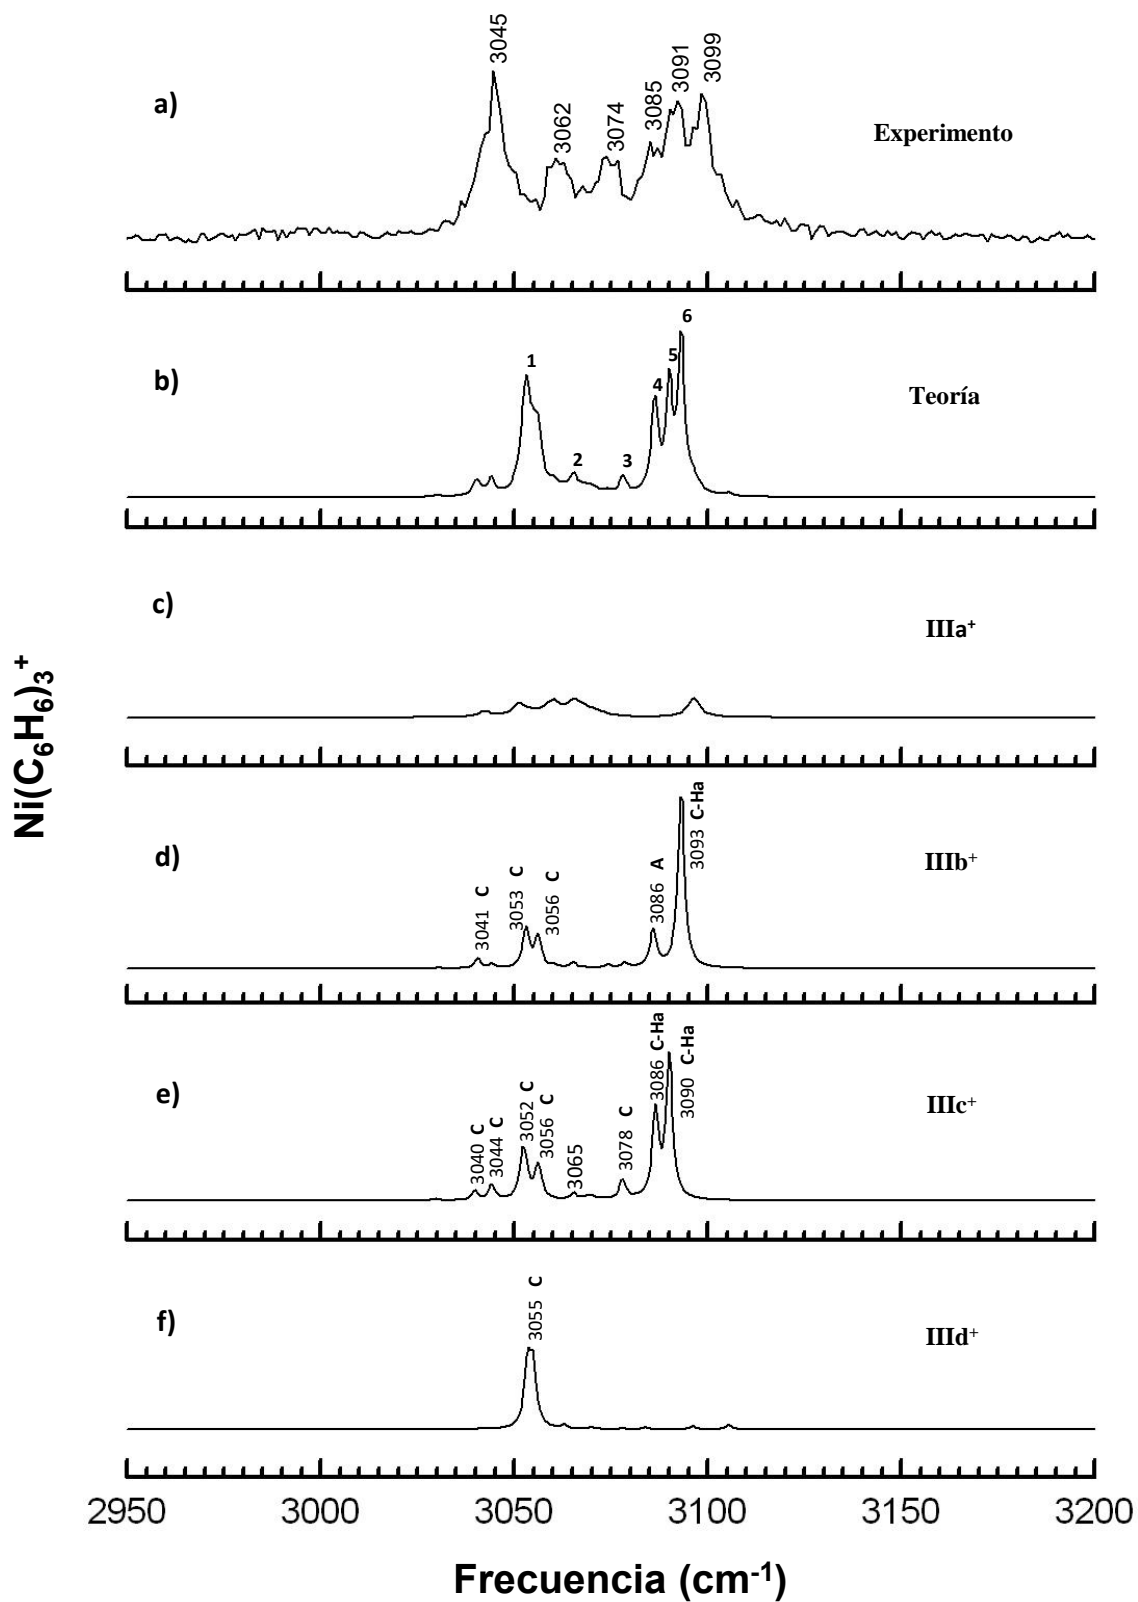 3045
3062
3074
3085
3091
3099
a)
Experimento
1
2
3
4
5
6
b)
Teoría
c)
IIIa+
Ni(C6H6)3+
3041 C
3053 C
3056 C
3086 A
3093 C-Ha
d)
IIIb+
3040 C
3044 C
3052 C
3056 C
3065
3078 C
3086 C-Ha
3090 C-Ha
e)
IIIc+
3055 C
f)
IIId+
2950 3000 3050 3100 3150 3200
Frecuencia (cm-1)